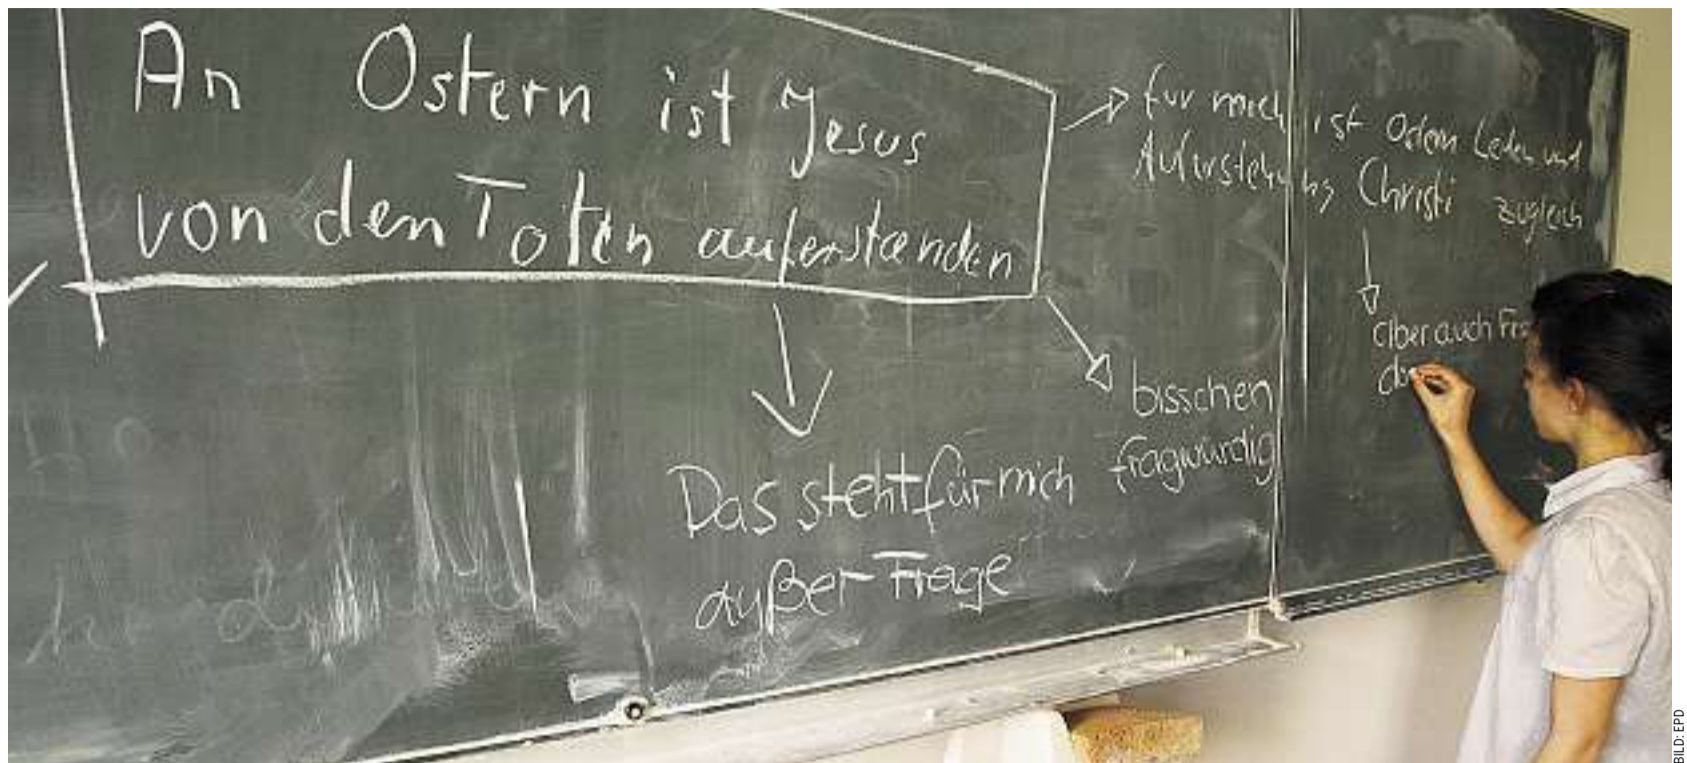 An Ostern ist Jesus
von den Toten auferstanden
für mich ist Ostern Leiden und
Auferstehung Christi zugleich
aber auch
bisschen
fragwürdig
Das steht für mich
außer Frage
BILD: EPD